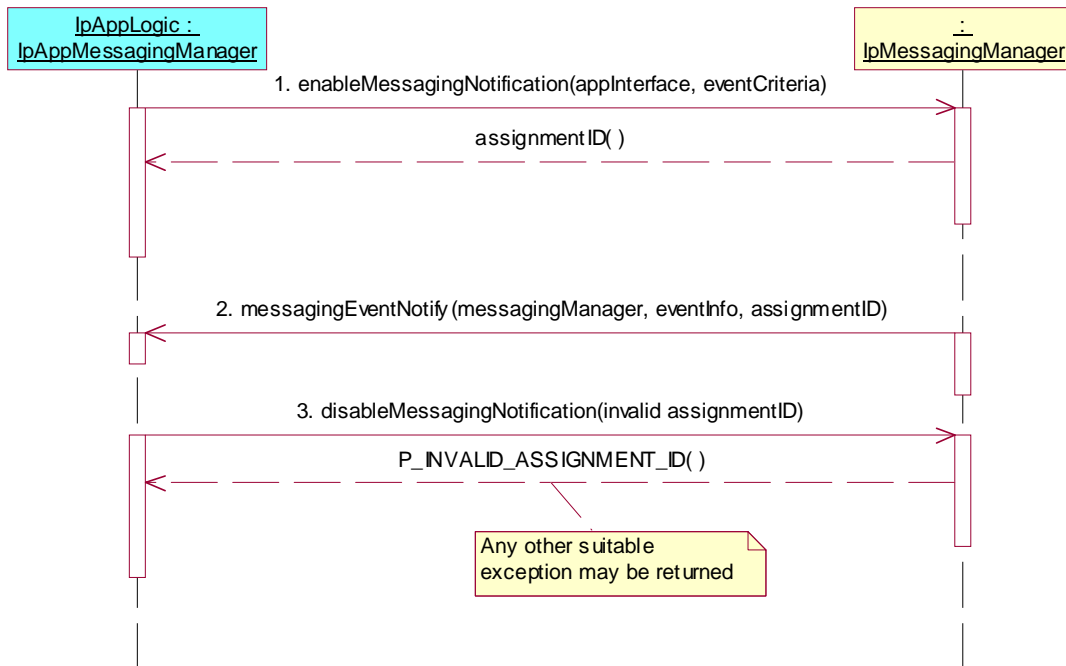 IpAppLogic :
IpAppMessagingManager
:
IpMessagingManager
1. enableMessagingNotification(appInterface, eventCriteria)
assignmentID( )
2. messagingEventNotify(messagingManager, eventInfo, assignmentID)
3. disableMessagingNotification(invalid assignmentID)
P_INVALID_ASSIGNMENT_ID( )
Any other suitable
exception may be returned